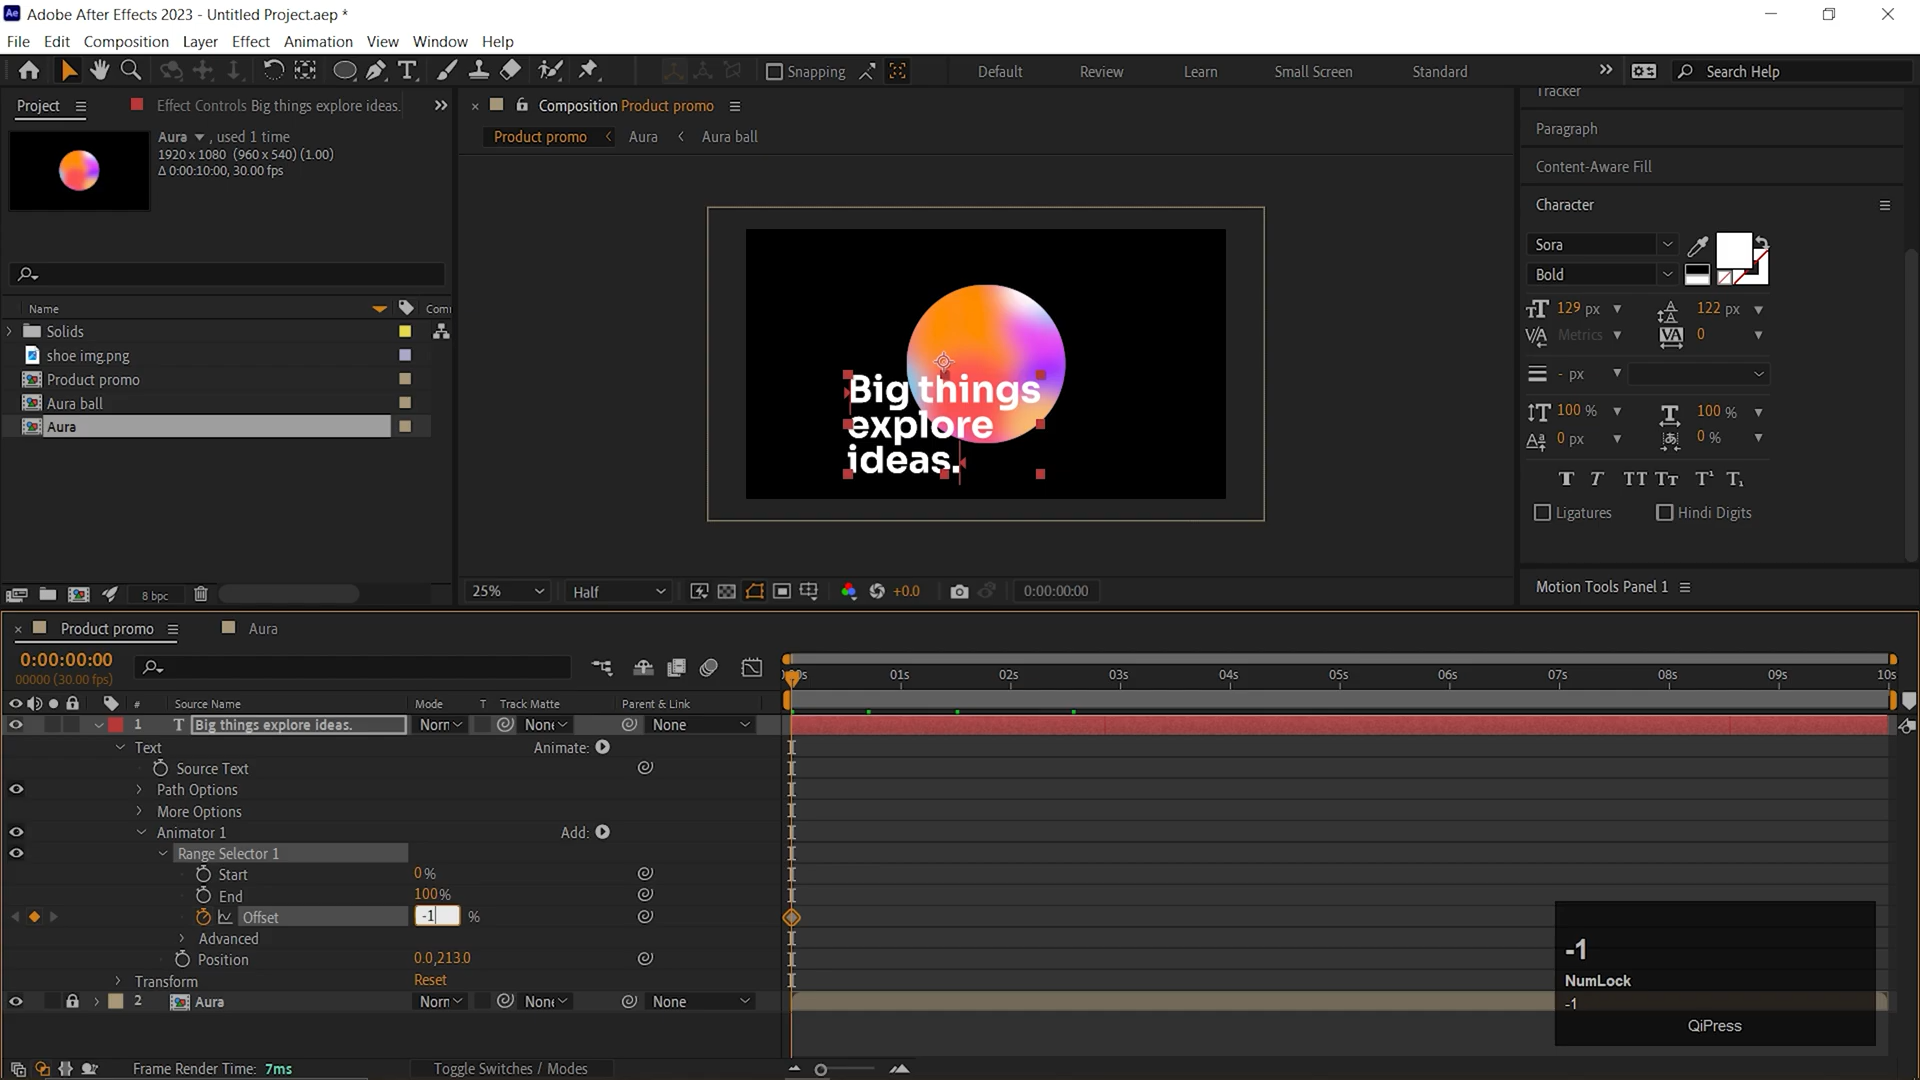 Adobe After Effects 2023 - Untitled Project.aep *
File Edit Composition Layer Effect Animation View Window Help
Snapping Default Review Learn Small Screen Standard Search Help
Project Effect Controls Big things explore ideas.
Composition Product promo
Product promo Aura Aura ball
Aura , used 1 time
1920 x 1080 (960 x 540) (1.00)
Δ 0:00:10:00, 30.00 fps
Name Com
Solids
shoe img.png
Product promo
Aura ball
Aura
8 bpc
Big things
explore
ideas.
25% Half +0.0 0:00:00:00
Tracker
Paragraph
Content-Aware Fill
Character
Sora
Bold
129 px 122 px
Metrics 0
- px
100 % 100 %
0 px 0 %
T T TT Tt T¹ T₁
Ligatures Hindi Digits
Motion Tools Panel 1
Product promo Aura
0:00:00:00
00000 (30.00 fps)
01s 02s 03s 04s 05s 06s 07s 08s 09s 10s
# Source Name Mode T Track Matte Parent & Link
1 T Big things explore ideas. Norn None None
Text Animate:
Source Text
Path Options
More Options
Animator 1 Add:
Range Selector 1
Start 0%
End 100%
Offset -1 %
Advanced
Position 0.0,213.0
Transform Reset
2 Aura Norn None None
Frame Render Time: 7ms Toggle Switches / Modes
-1
NumLock
-1
QiPress